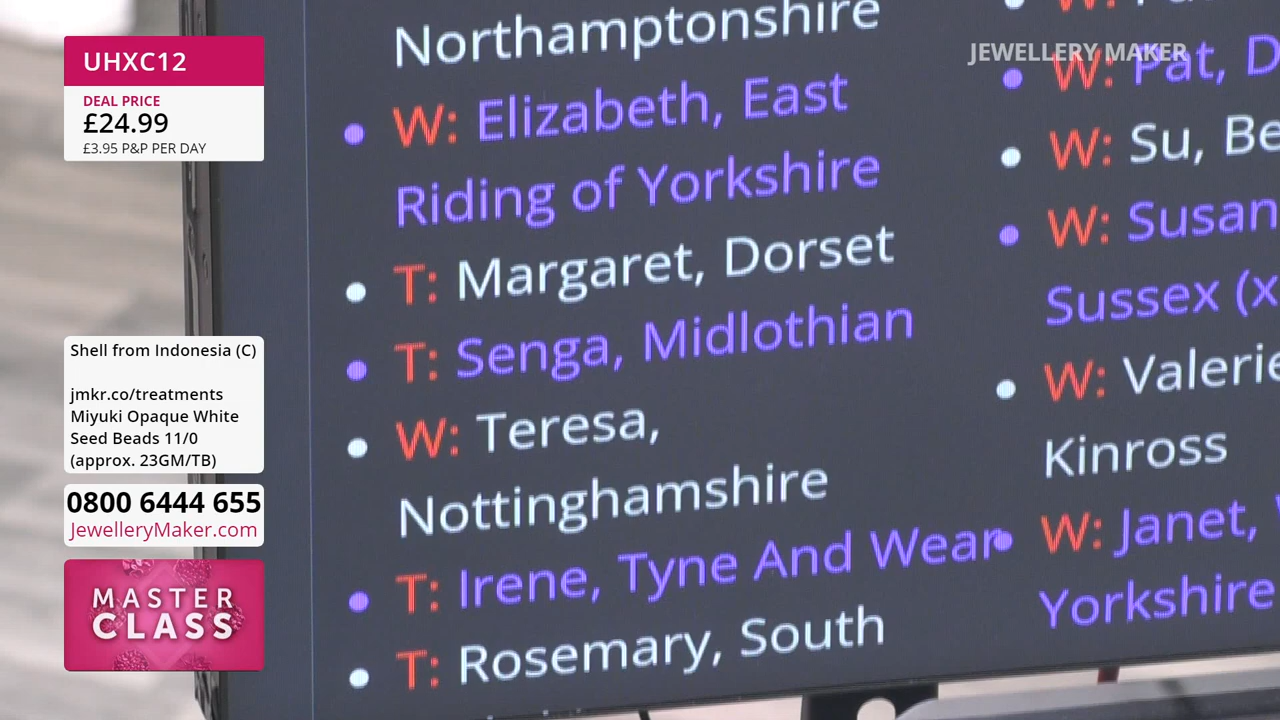 UHXC12
DEAL PRICE
£24.99
£3.95 P&P PER DAY
Shell from Indonesia (C)
jmkr.co/treatments
Miyuki Opaque White
Seed Beads 11/0
(approx. 23GM/TB)
0800 6444 655
JewelleryMaker.com
MASTER
CLASS
Northamptonshire
W: Elizabeth, East
Riding of Yorkshire
T: Margaret, Dorset
T: Senga, Midlothian
W: Teresa,
Nottinghamshire
T: Irene, Tyne And Wear
T: Rosemary, South
JEWELLERY MAKER
W:
W: Pat, D
W: Su, Be
W: Susan
Sussex (x
W: Valerie
Kinross
W: Janet,
Yorkshire